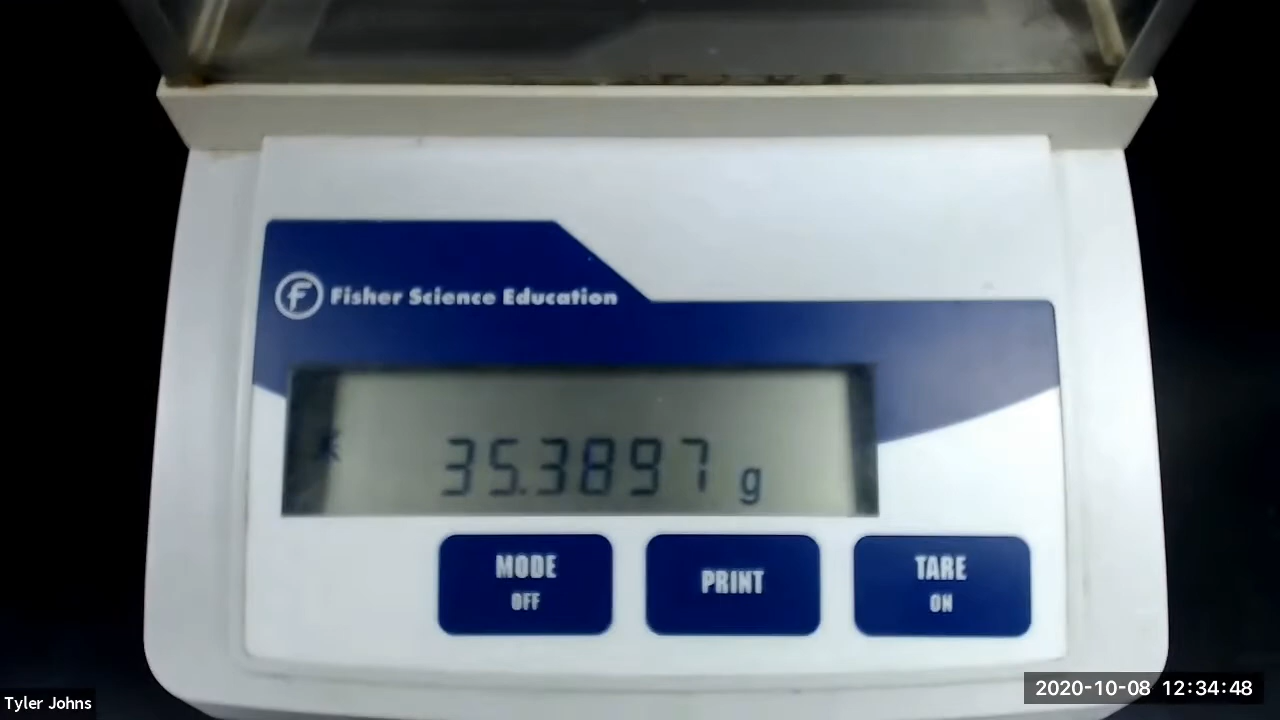 Fisher Science Education
35.3897 g
MODE
OFF
PRINT
TARE
ON
Tyler Johns
2020-10-08 12:34:48